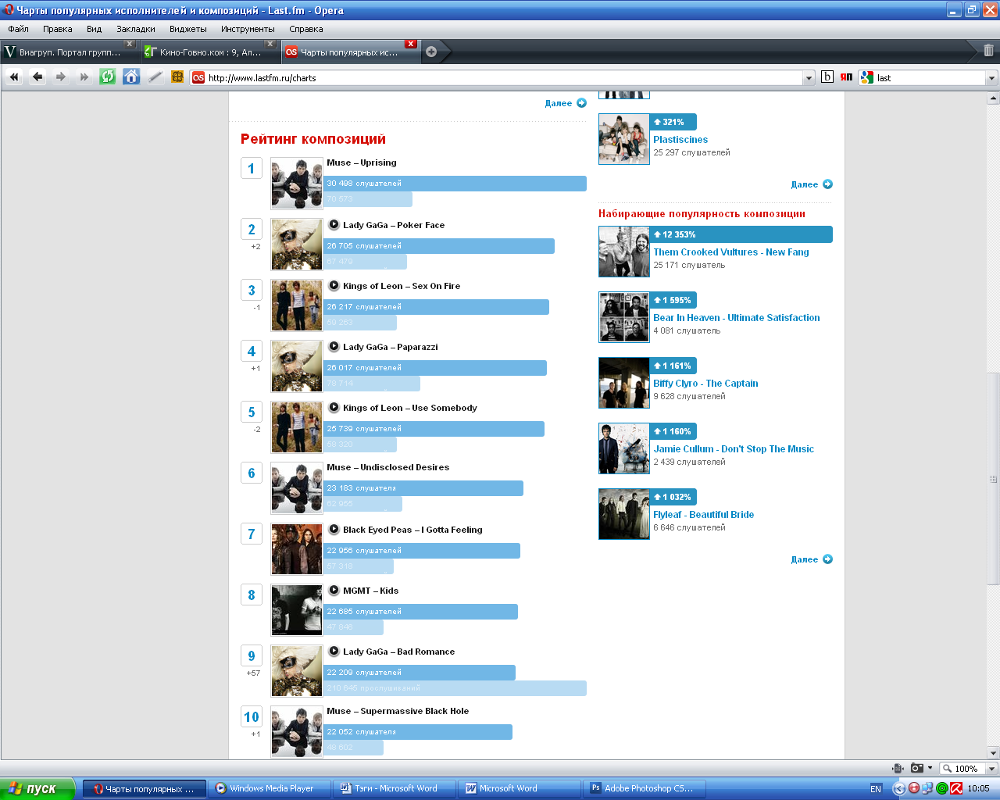 Чарты популярных исполнителей и композиций - Last.fm - Opera
Файл Правка Вид Закладки Виджеты Инструменты Справка
Виагруп. Портал групп... Кино-Говно.ком : 9, Ал... Чарты популярных ис...
http://www.lastfm.ru/charts b ЯП last
Далее
Рейтинг композиций
1
Muse – Uprising
30 498 слушателей
70 573
2
+2
Lady GaGa – Poker Face
26 705 слушателей
67 479
3
-1
Kings of Leon – Sex On Fire
26 217 слушателей
59 263
4
+1
Lady GaGa – Paparazzi
26 017 слушателей
78 714
5
-2
Kings of Leon – Use Somebody
25 739 слушателей
59 320
6
Muse – Undisclosed Desires
23 183 слушателя
62 955
7
Black Eyed Peas – I Gotta Feeling
22 956 слушателей
57 318
8
MGMT – Kids
22 685 слушателей
47 846
9
+57
Lady GaGa – Bad Romance
22 209 слушателей
210 645 прослушиваний
10
+1
Muse – Supermassive Black Hole
22 052 слушателя
48 602
321%
Plastiscines
25 297 слушателей
Далее
Набирающие популярность композиции
12 353%
Them Crooked Vultures - New Fang
25 171 слушатель
1 595%
Bear In Heaven - Ultimate Satisfaction
4 081 слушатель
1 161%
Biffy Clyro - The Captain
9 628 слушателей
1 160%
Jamie Cullum - Don't Stop The Music
2 439 слушателей
1 032%
Flyleaf - Beautiful Bride
6 646 слушателей
Далее
100%
пуск Чарты популярных ... Windows Media Player Тэги - Microsoft Word Microsoft Word Adobe Photoshop CS... EN 10:05